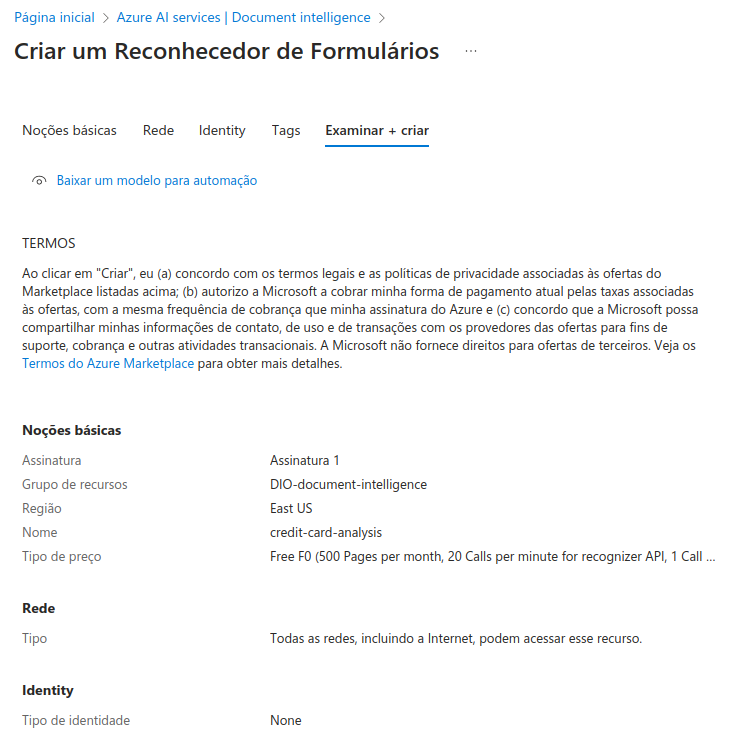 Página inicial > Azure AI services | Document intelligence >
Criar um Reconhecedor de Formulários ...
Noções básicas Rede Identity Tags Examinar + criar
Baixar um modelo para automação
TERMOS
Ao clicar em "Criar", eu (a) concordo com os termos legais e as políticas de privacidade associadas às ofertas do
Marketplace listadas acima; (b) autorizo a Microsoft a cobrar minha forma de pagamento atual pelas taxas associadas
às ofertas, com a mesma frequência de cobrança que minha assinatura do Azure e (c) concordo que a Microsoft possa
compartilhar minhas informações de contato, de uso e de transações com os provedores das ofertas para fins de
suporte, cobrança e outras atividades transacionais. A Microsoft não fornece direitos para ofertas de terceiros. Veja os
Termos do Azure Marketplace para obter mais detalhes.
Noções básicas
Assinatura Assinatura 1
Grupo de recursos DIO-document-intelligence
Região East US
Nome credit-card-analysis
Tipo de preço Free F0 (500 Pages per month, 20 Calls per minute for recognizer API, 1 Call ...
Rede
Tipo Todas as redes, incluindo a Internet, podem acessar esse recurso.
Identity
Tipo de identidade None